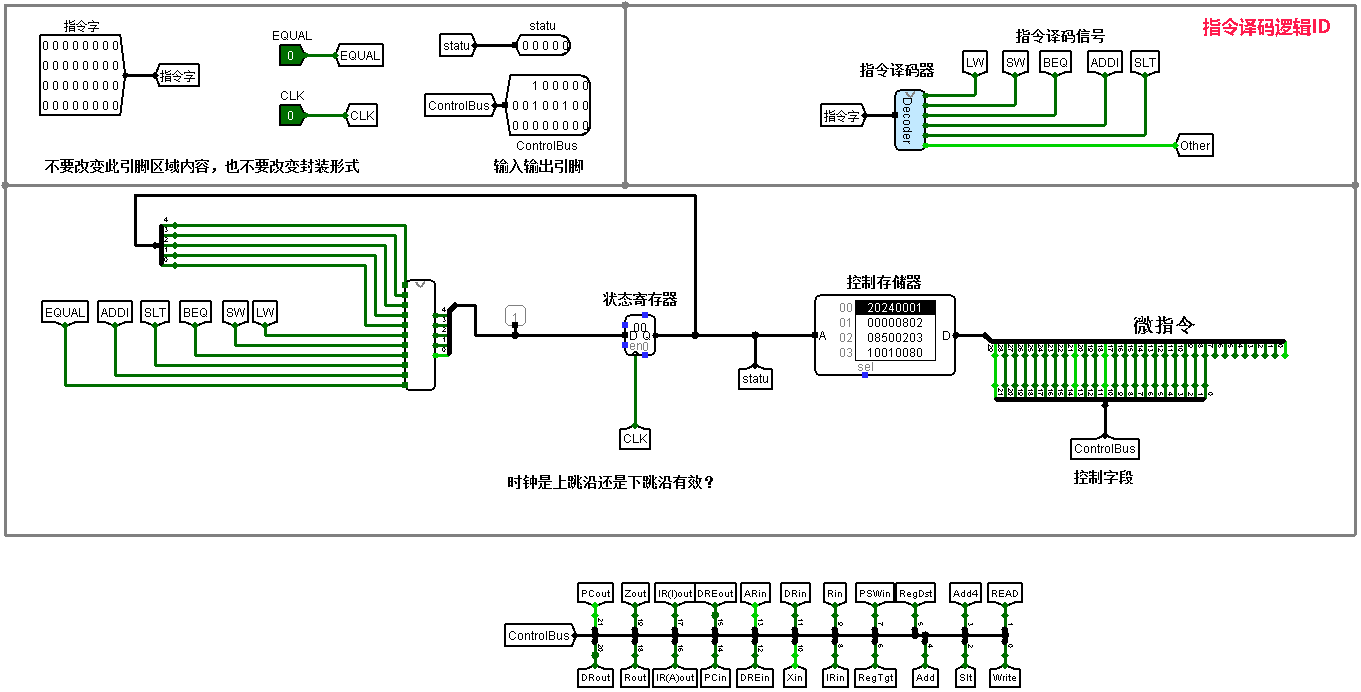 指令字
00000000
00000000
00000000
00000000
指令字
EQUAL
0
EQUAL
CLK
0
CLK
statu
statu
00000
ControlBus
100000
00100100
00000000
ControlBus
不要改变此引脚区域内容，也不要改变封装形式
输入输出引脚
指令译码逻辑ID
指令译码信号
指令译码器
LW
SW
BEQ
ADDI
SLT
指令字
Decoder
Other
EQUAL
ADDI
SLT
BEQ
SW
LW
1
状态寄存器
00
D Q
en0
CLK
statu
控制存储器
00 20240001
01 00000802
02 08500203
03 10010080
A
D
sel
微指令
ControlBus
控制字段
时钟是上跳沿还是下跳沿有效？
PCout
Zout
IR(I)out
DREout
ARin
DRin
Rin
PSWin
RegDst
Add4
READ
ControlBus
DRout
Rout
IR(A)out
PCin
DREin
Xin
IRin
RegTgt
Add
Slt
Write